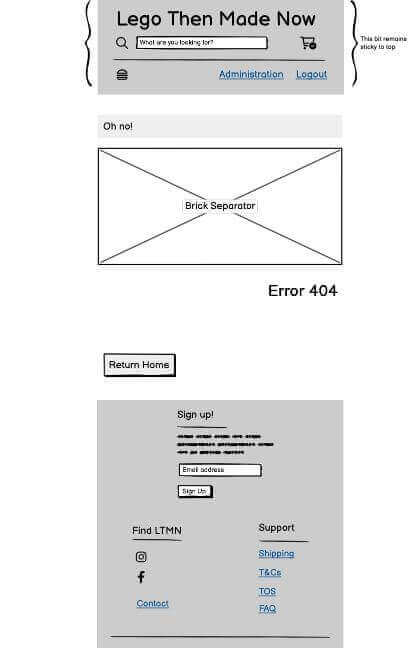 Lego Then Made Now
What are you looking for?
This bit remains
sticky to top
Administration
Logout
Oh no!
Brick Separator
Error 404
Return Home
Sign up!
Email address
Sign Up
Find LTMN
Support
Shipping
T&Cs
Contact
TOS
FAQ